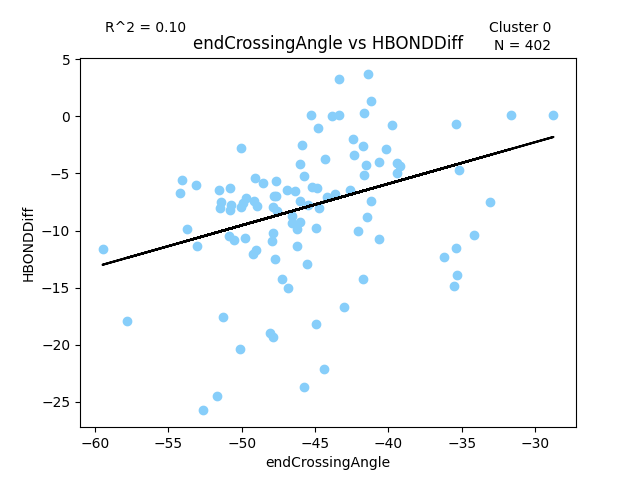 R^2 = 0.10
Cluster 0
endCrossingAngle vs HBONDDiff
N = 402
5
0
−5
−10
−15
−20
−25
HBONDDiff
−60 −55 −50 −45 −40 −35 −30
endCrossingAngle